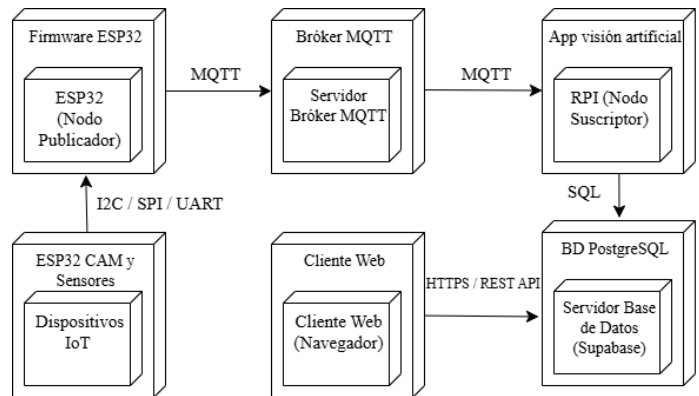 Firmware ESP32
ESP32
(Nodo
Publicador)
MQTT
Bróker MQTT
Servidor
Bróker MQTT
MQTT
App visión artificial
RPI (Nodo
Suscriptor)
I2C / SPI / UART
SQL
ESP32 CAM y
Sensores
Dispositivos
IoT
Cliente Web
Cliente Web
(Navegador)
HTTPS / REST API
BD PostgreSQL
Servidor Base
de Datos
(Supabase)